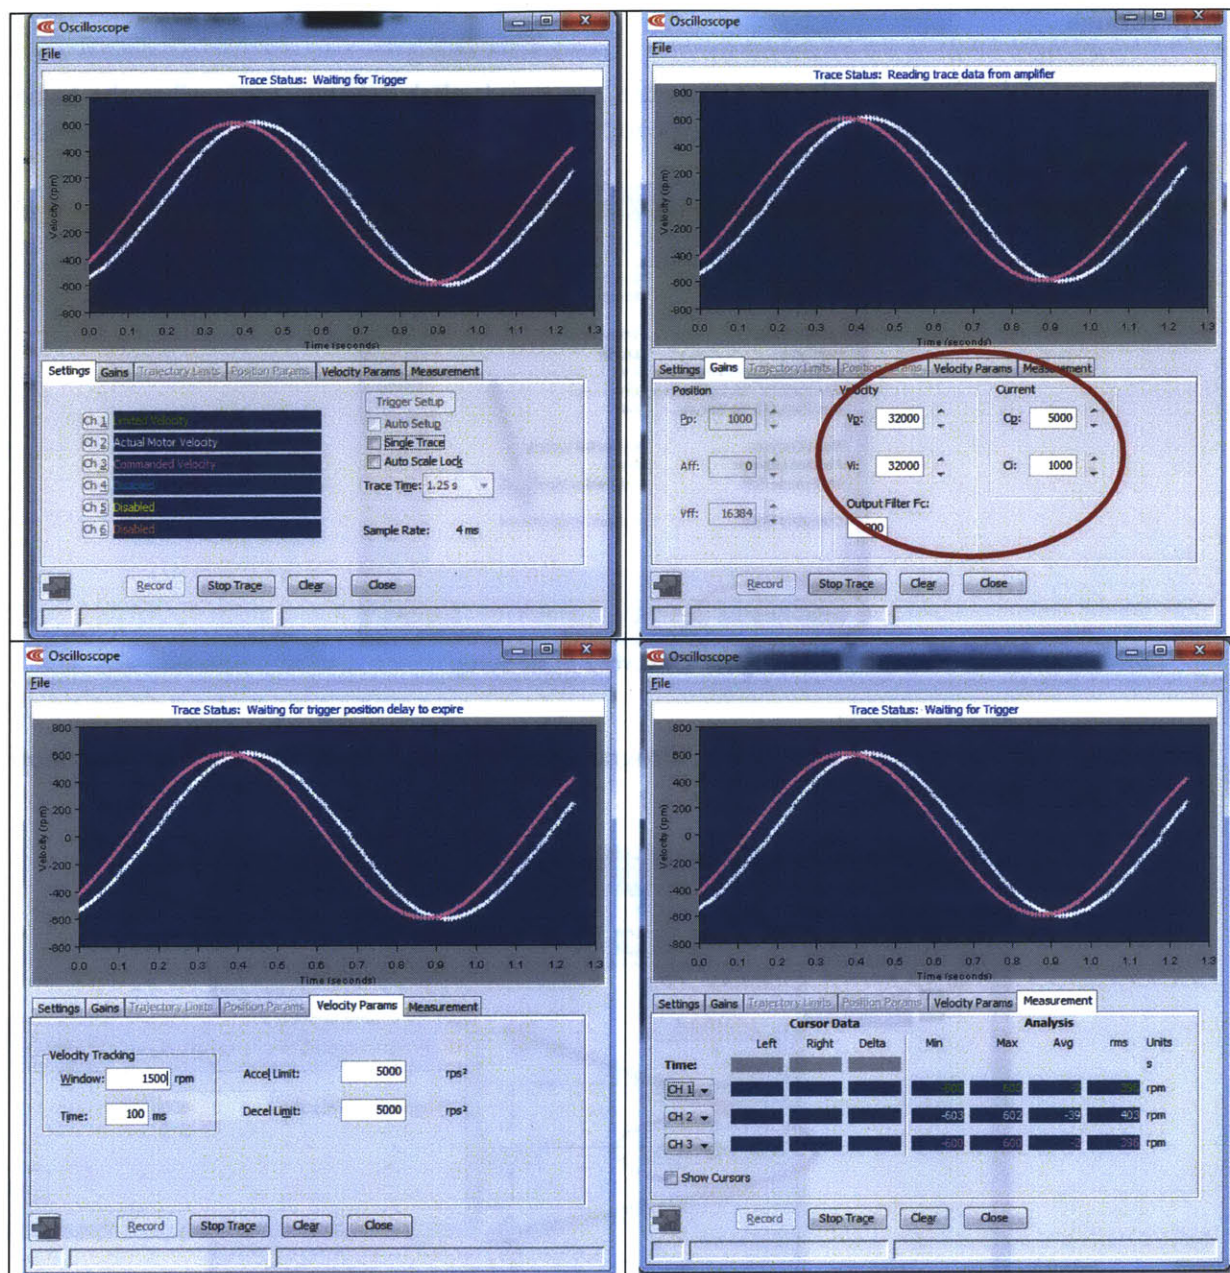 Oscilloscope
File
Trace Status: Waiting for Trigger
800
600
400
200
0
-200
-400
-600
-800
Velocity (rpm)
0.0 0.1 0.2 0.3 0.4 0.5 0.6 0.7 0.8 0.9 1.0 1.1 1.2 1.3
Time (seconds)
Settings Gains Trajectory Limits Position Params Velocity Params Measurement
Trigger Setup
Auto Setup
Ch 1 Limited Velocity
Single Trace
Ch 2 Actual Motor Velocity
Auto Scale Lock
Ch 3 Commanded Velocity
Trace Time: 1.25 s
Ch 4 Disabled
Ch 5 Disabled
Ch 6 Disabled
Sample Rate: 4 ms
Record Stop Trace Clear Close
Oscilloscope
File
Trace Status: Reading trace data from amplifier
800
600
400
200
0
-200
-400
-600
-800
Velocity (rpm)
0.0 0.1 0.2 0.3 0.4 0.5 0.6 0.7 0.8 0.9 1.0 1.1 1.2 1.3
Time (seconds)
Settings Gains Trajectory Limits Position Params Velocity Params Measurement
Position Velocity Current
Pp: 1000 Vp: 32000 Cp: 5000
Aff: 0 Vi: 32000 Ci: 1000
Vff: 16384 Output Filter Fc:
Record Stop Trace Clear Close
Oscilloscope
File
Trace Status: Waiting for trigger position delay to expire
800
600
400
200
0
-200
-400
-600
-800
Velocity (rpm)
0.0 0.1 0.2 0.3 0.4 0.5 0.6 0.7 0.8 0.9 1.0 1.1 1.2 1.3
Time (seconds)
Settings Gains Trajectory Limits Position Params Velocity Params Measurement
Velocity Tracking
Window: 1500 rpm Accel Limit: 5000 rps²
Time: 100 ms Decel Limit: 5000 rps²
Record Stop Trace Clear Close
Oscilloscope
File
Trace Status: Waiting for Trigger
800
600
400
200
0
-200
-400
-600
-800
Velocity (rpm)
0.0 0.1 0.2 0.3 0.4 0.5 0.6 0.7 0.8 0.9 1.0 1.1 1.2 1.3
Time (seconds)
Settings Gains Trajectory Limits Position Params Velocity Params Measurement
Cursor Data Analysis
Left Right Delta Min Max Avg rms Units
Time: s
CH 1 rpm
CH 2 -603 602 -39 403 rpm
CH 3 -600 600 rpm
Show Cursors
Record Stop Trace Clear Close